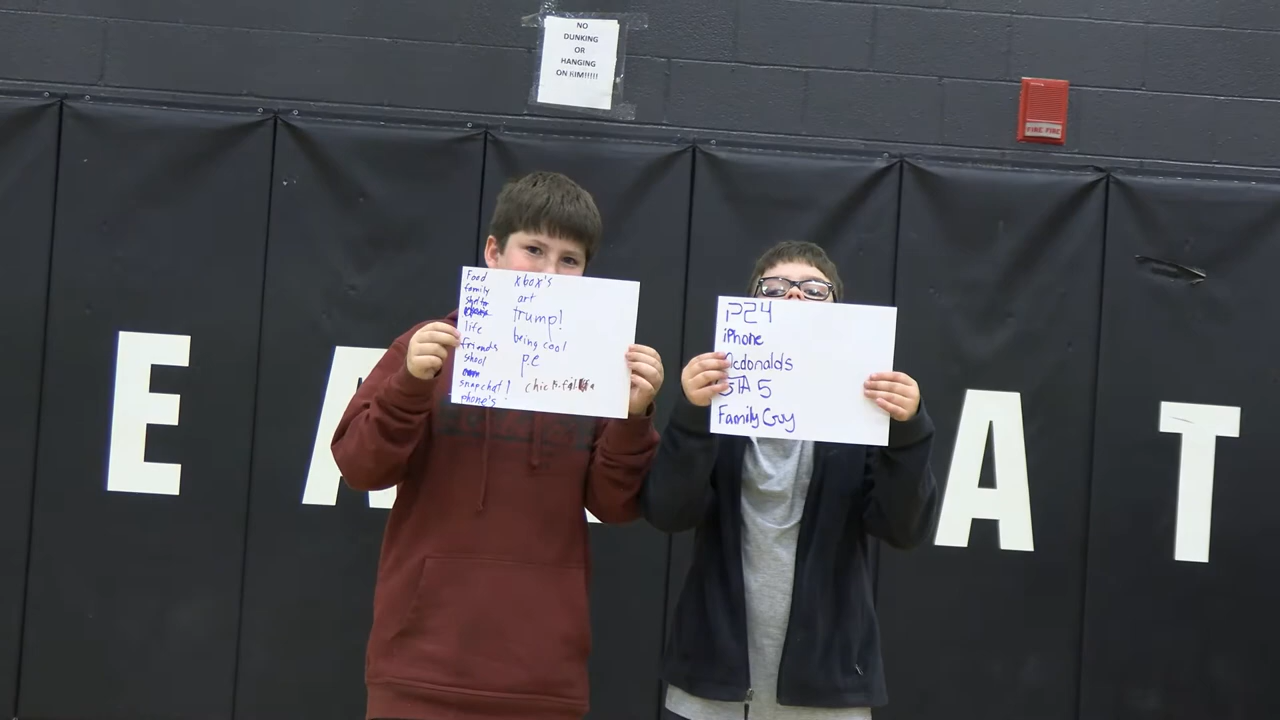 NO
DUNKING
OR
HANGING
ON RIM!!!!!
FIRE FIRE
E A A T
Food
family
life
friends
school
snapchat!
phone's
xbox's
art
trump!
being cool
p.e
chick.fil
P24
iPhone
Mcdonalds
GTA 5
Family Guy